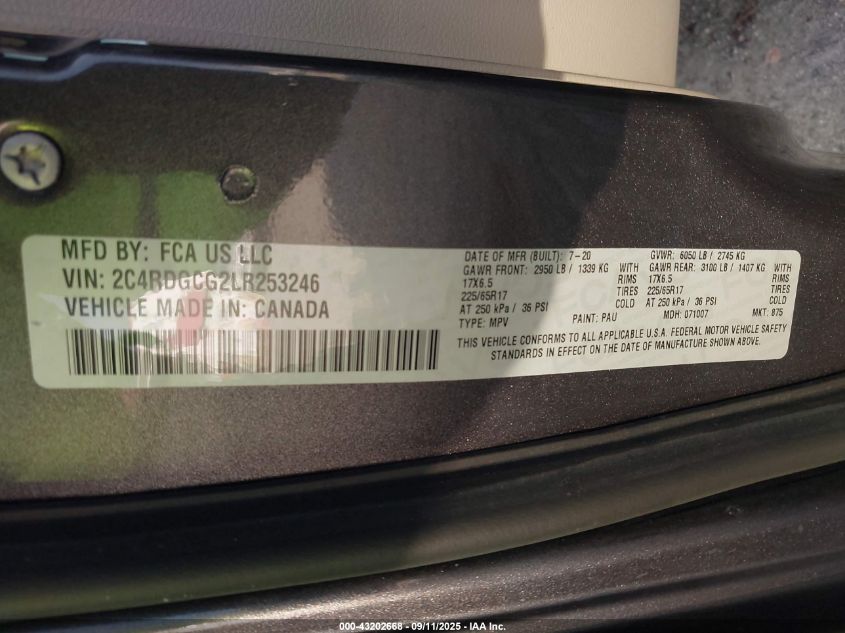 MFD BY: FCA US LLC
VIN: 2C4RDGCG2LR253246
VEHICLE MADE IN: CANADA
DATE OF MFR (BUILT): 7-20
GVWR: 6050 LB / 2745 KG
GAWR FRONT: 2950 LB / 1339 KG
GAWR REAR: 3100 LB / 1407 KG
17X6.5 RIMS
17X6.5 RIMS
225/65R17 TIRES
225/65R17 TIRES
AT 250 kPa / 36 PSI COLD
AT 250 kPa / 36 PSI COLD
TYPE: MPV
PAINT: PAU
MDH: 071007
MKT: 875
THIS VEHICLE CONFORMS TO ALL APPLICABLE U.S.A. FEDERAL MOTOR VEHICLE SAFETY
STANDARDS IN EFFECT ON THE DATE OF MANUFACTURE SHOWN ABOVE.
000-43202668 - 09/11/2025 - IAA Inc.